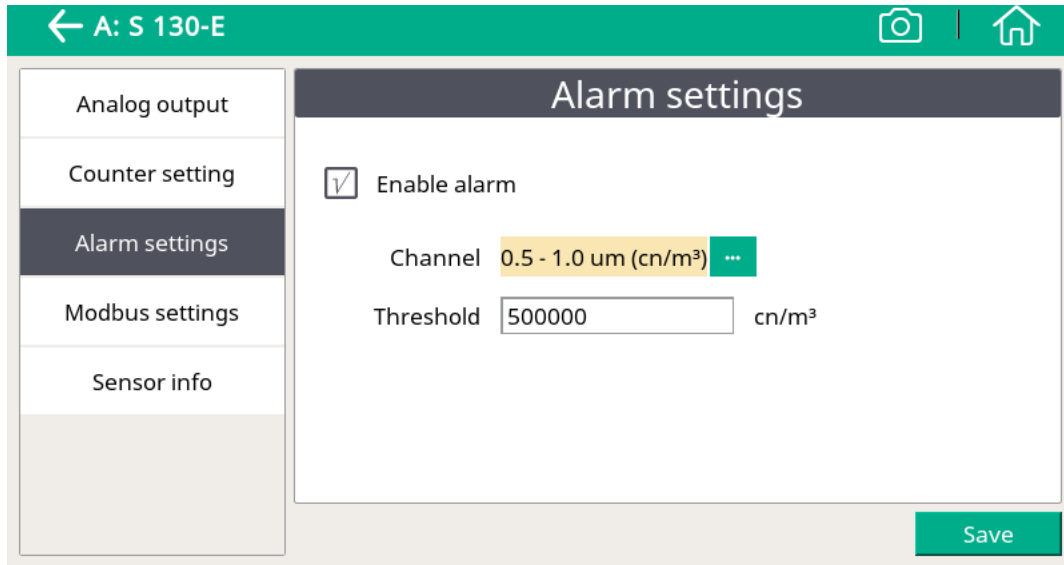 A: S 130-E
Analog output
Counter setting
Alarm settings
Modbus settings
Sensor info
Alarm settings
Enable alarm
Channel 0.5 - 1.0 um (cn/m³) ...
Threshold 500000 cn/m³
Save